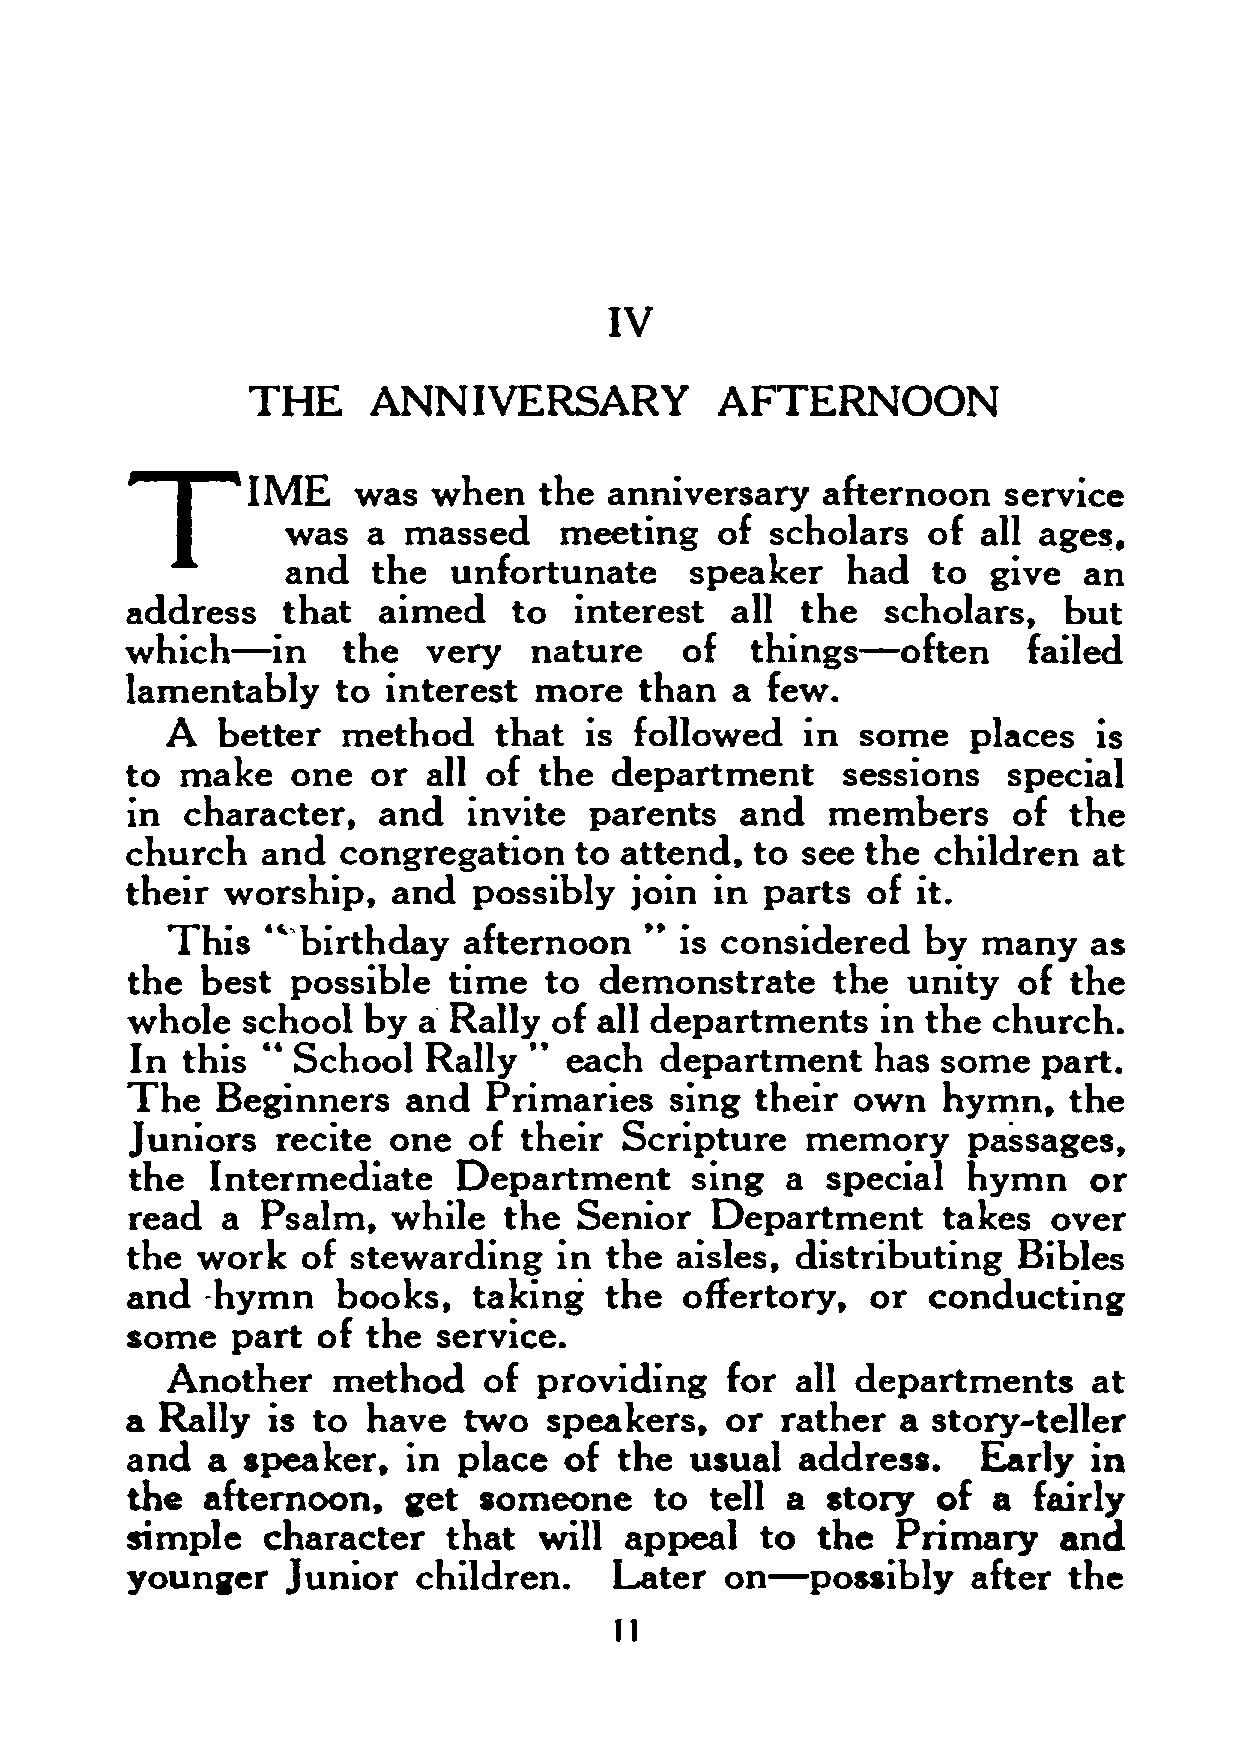 IV
THE ANNIVERSARY AFTERNOON
TIME was when the anniversary afternoon service
was a massed meeting of scholars of all ages,
and the unfortunate speaker had to give an
address that aimed to interest all the scholars, but
which—in the very nature of things—often failed
lamentably to interest more than a few.
A better method that is followed in some places is
to make one or all of the department sessions special
in character, and invite parents and members of the
church and congregation to attend, to see the children at
their worship, and possibly join in parts of it.
This “birthday afternoon ” is considered by many as
the best possible time to demonstrate the unity of the
whole school by a Rally of all departments in the church.
In this “ School Rally ” each department has some part.
The Beginners and Primaries sing their own hymn, the
Juniors recite one of their Scripture memory passages,
the Intermediate Department sing a special hymn or
read a Psalm, while the Senior Department takes over
the work of stewarding in the aisles, distributing Bibles
and hymn books, taking the offertory, or conducting
some part of the service.
Another method of providing for all departments at
a Rally is to have two speakers, or rather a story-teller
and a speaker, in place of the usual address. Early in
the afternoon, get someone to tell a story of a fairly
simple character that will appeal to the Primary and
younger Junior children. Later on—possibly after the
11